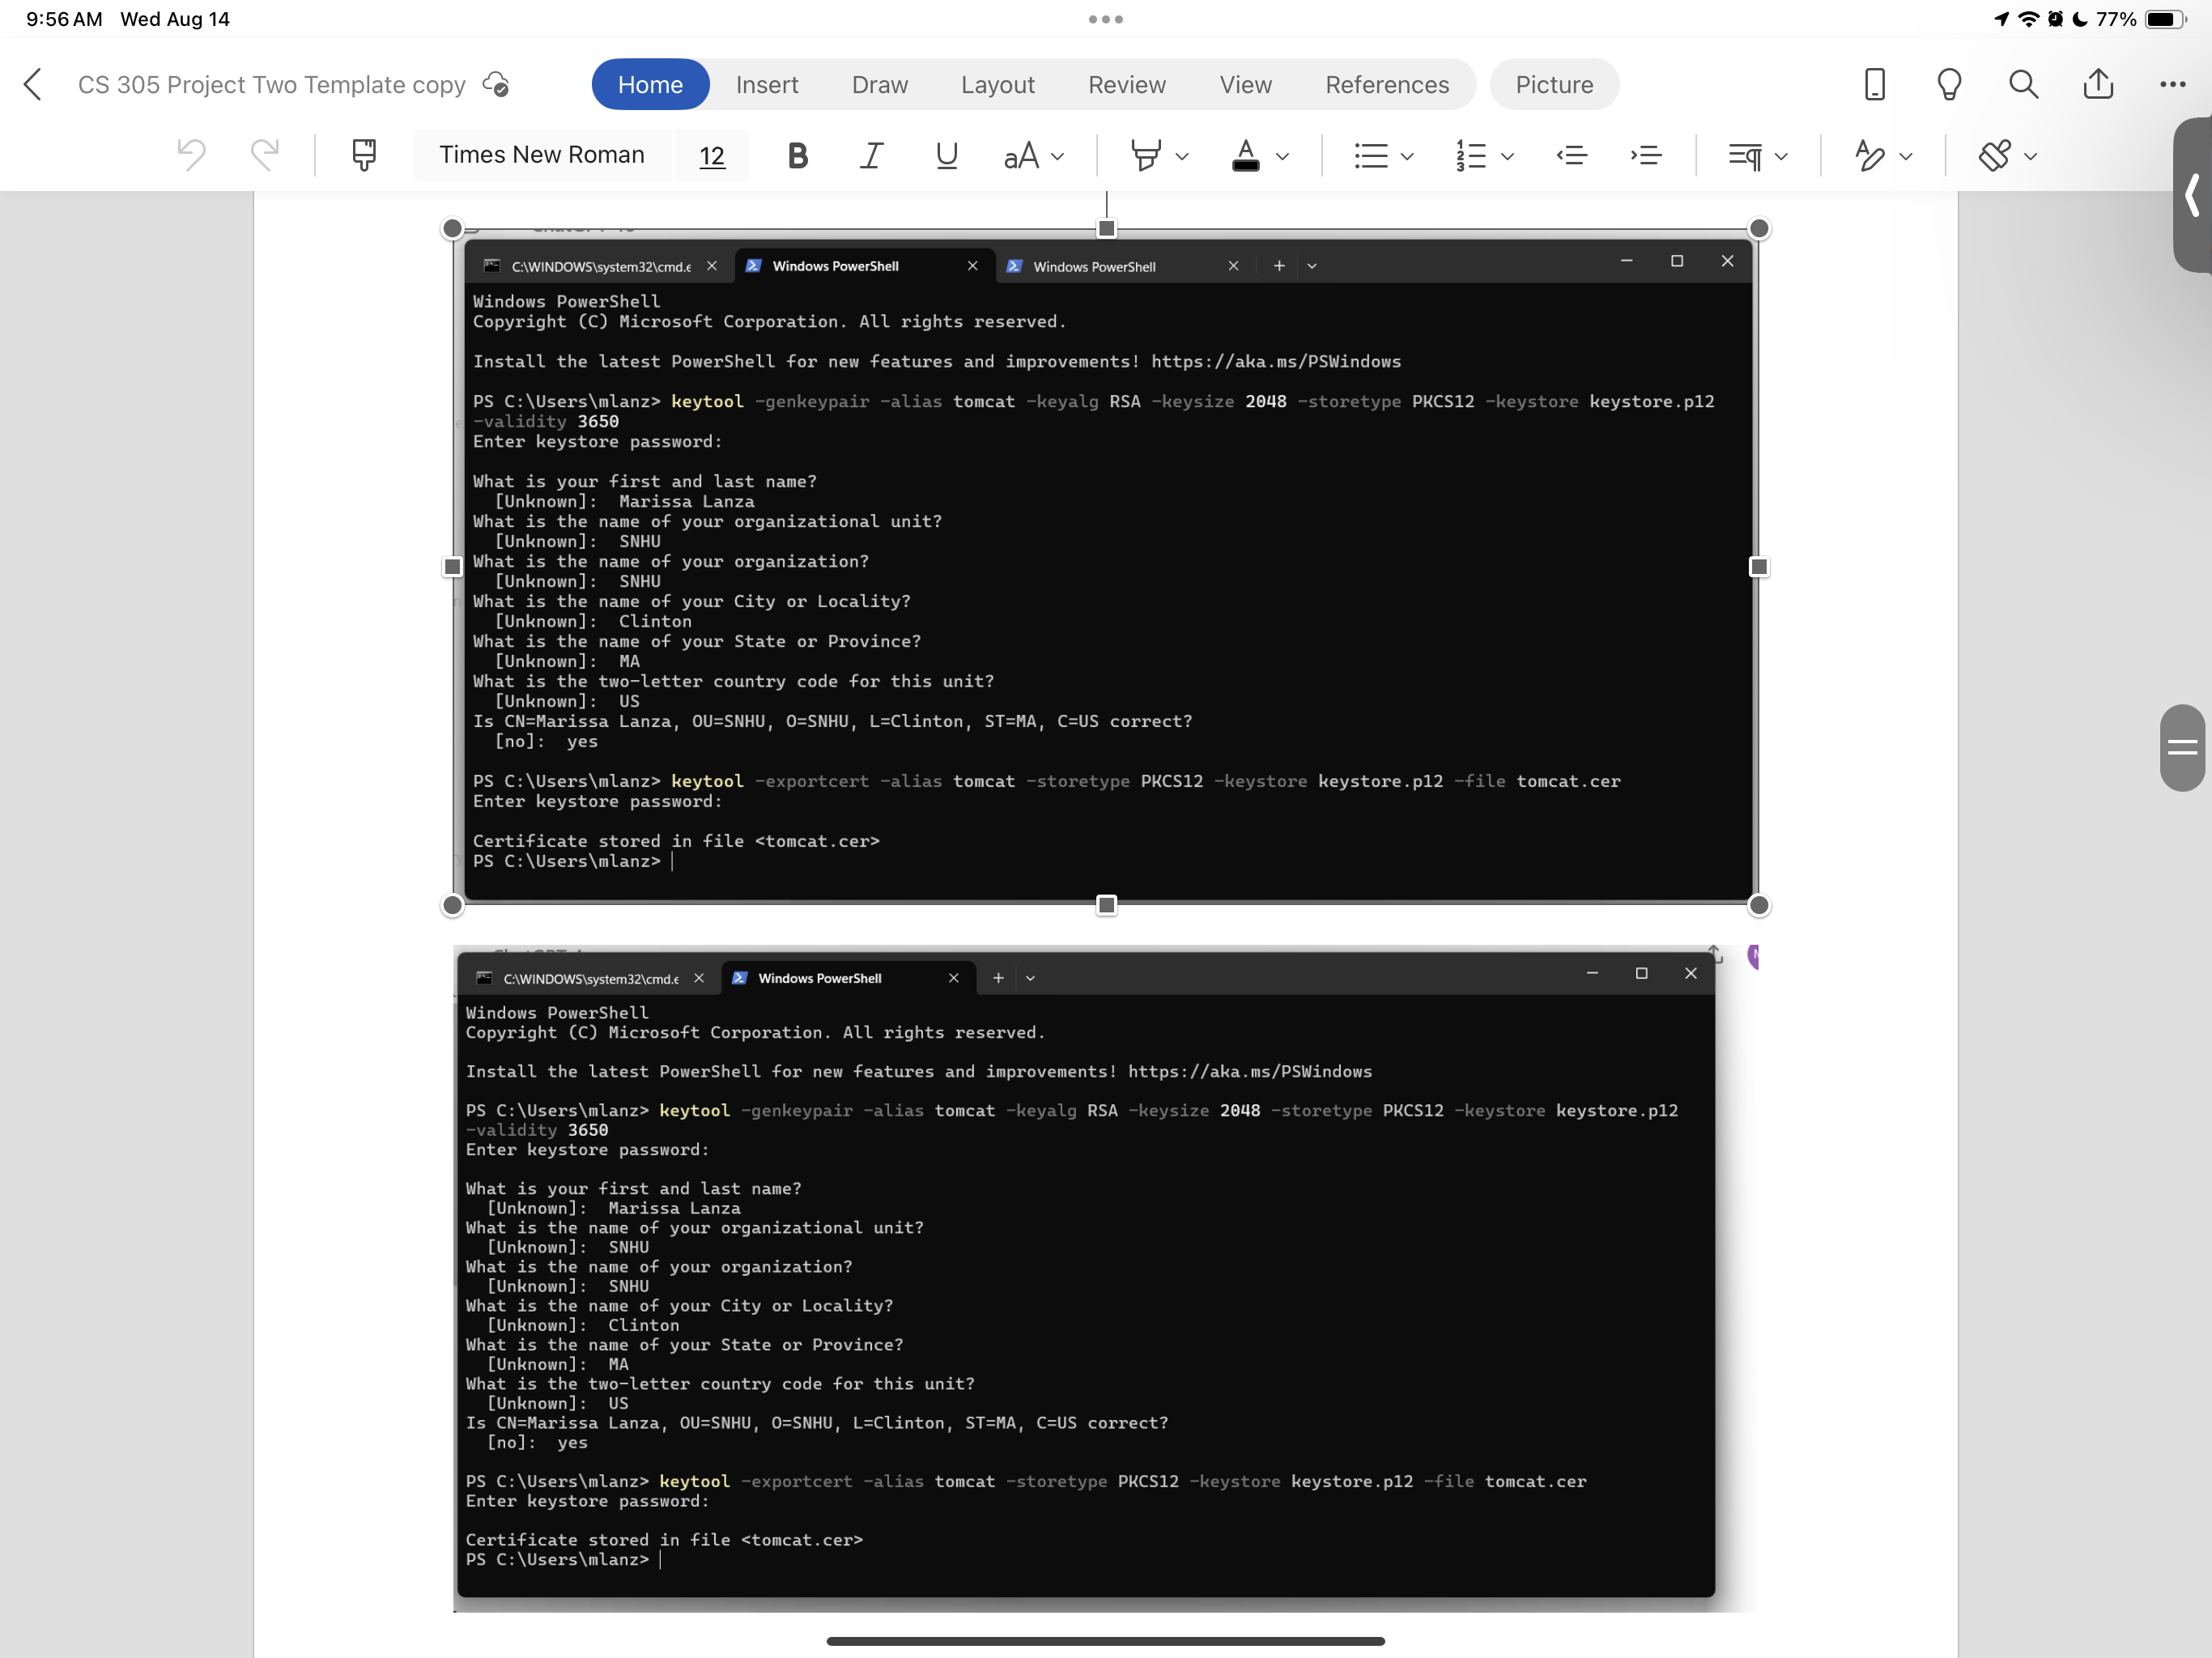 9:56 AM Wed Aug 14
77%
CS 305 Project Two Template copy
Home Insert Draw Layout Review View References Picture
Times New Roman 12 B I U aA A
C:\WINDOWS\system32\cmd.e Windows PowerShell Windows PowerShell
Windows PowerShell
Copyright (C) Microsoft Corporation. All rights reserved.
Install the latest PowerShell for new features and improvements! https://aka.ms/PSWindows
PS C:\Users\mlanz> keytool -genkeypair -alias tomcat -keyalg RSA -keysize 2048 -storetype PKCS12 -keystore keystore.p12
-validity 3650
Enter keystore password:
What is your first and last name?
[Unknown]: Marissa Lanza
What is the name of your organizational unit?
[Unknown]: SNHU
What is the name of your organization?
[Unknown]: SNHU
What is the name of your City or Locality?
[Unknown]: Clinton
What is the name of your State or Province?
[Unknown]: MA
What is the two-letter country code for this unit?
[Unknown]: US
Is CN=Marissa Lanza, OU=SNHU, O=SNHU, L=Clinton, ST=MA, C=US correct?
[no]: yes
PS C:\Users\mlanz> keytool -exportcert -alias tomcat -storetype PKCS12 -keystore keystore.p12 -file tomcat.cer
Enter keystore password:
Certificate stored in file <tomcat.cer>
PS C:\Users\mlanz>
C:\WINDOWS\system32\cmd.e Windows PowerShell
Windows PowerShell
Copyright (C) Microsoft Corporation. All rights reserved.
Install the latest PowerShell for new features and improvements! https://aka.ms/PSWindows
PS C:\Users\mlanz> keytool -genkeypair -alias tomcat -keyalg RSA -keysize 2048 -storetype PKCS12 -keystore keystore.p12
-validity 3650
Enter keystore password:
What is your first and last name?
[Unknown]: Marissa Lanza
What is the name of your organizational unit?
[Unknown]: SNHU
What is the name of your organization?
[Unknown]: SNHU
What is the name of your City or Locality?
[Unknown]: Clinton
What is the name of your State or Province?
[Unknown]: MA
What is the two-letter country code for this unit?
[Unknown]: US
Is CN=Marissa Lanza, OU=SNHU, O=SNHU, L=Clinton, ST=MA, C=US correct?
[no]: yes
PS C:\Users\mlanz> keytool -exportcert -alias tomcat -storetype PKCS12 -keystore keystore.p12 -file tomcat.cer
Enter keystore password:
Certificate stored in file <tomcat.cer>
PS C:\Users\mlanz>